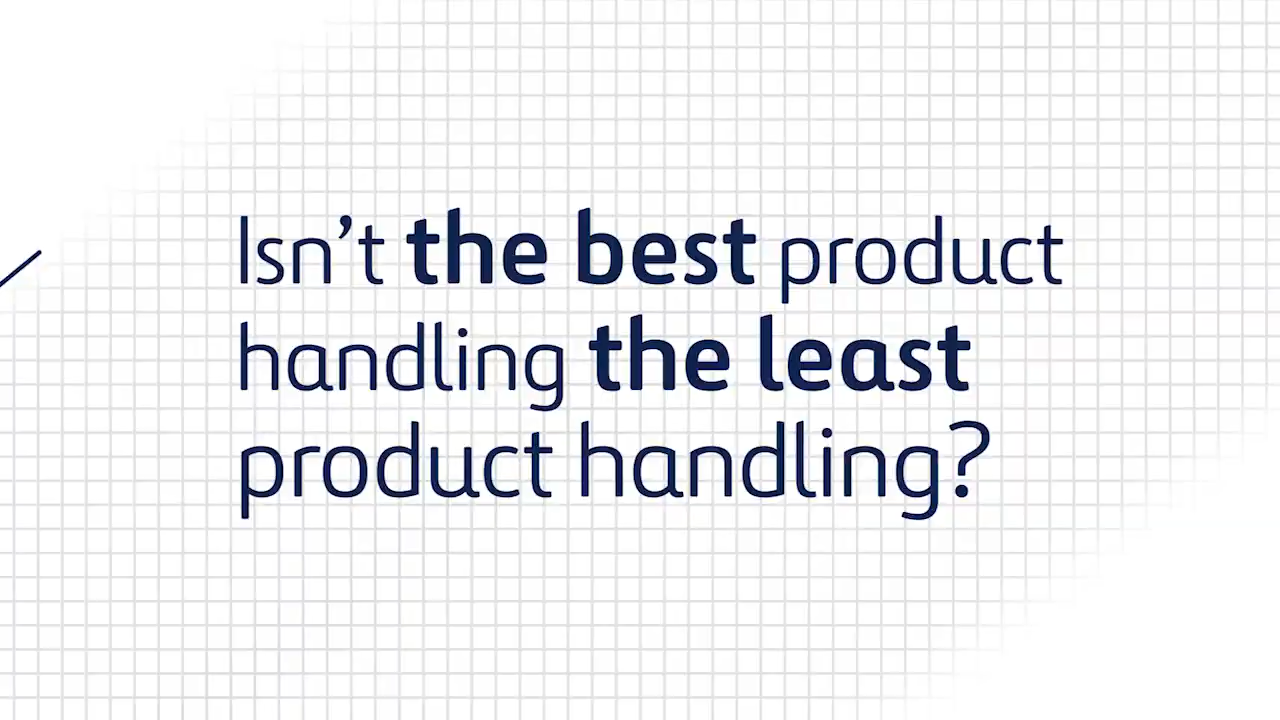 Isn’t the best product
handling the least
product handling?